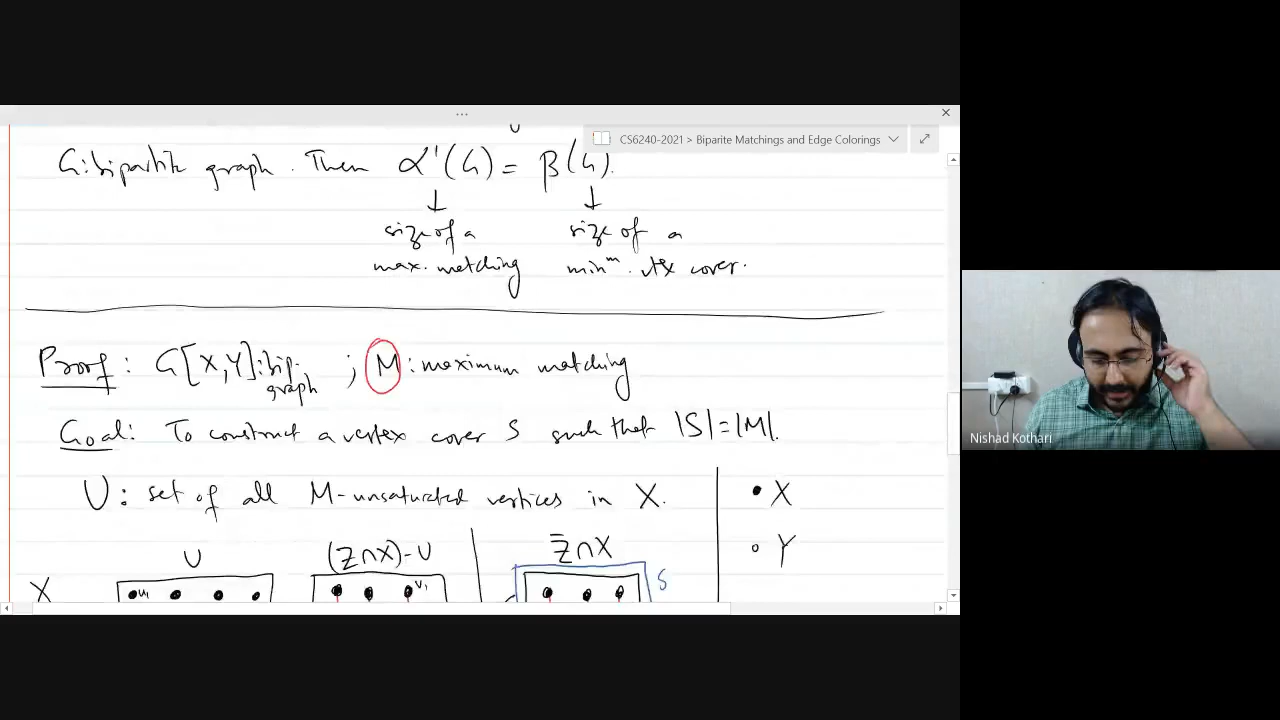 CS6240-2021 > Biparite Matchings and Edge Colorings
G: bipartite graph. Then α'(G) = β(G).
↓ ↓
size of a size of a
max. matching minᵐ. vtx cover.
Proof: G[X,Y]: bip. graph ; M: maximum matching
Goal: To construct a vertex cover S such that |S|=|M|.
U: set of all M-unsaturated vertices in X.
• X
◦ Y
U (Z∩X)-U Z̄∩X
X u₁ v₁ S
Nishad Kothari